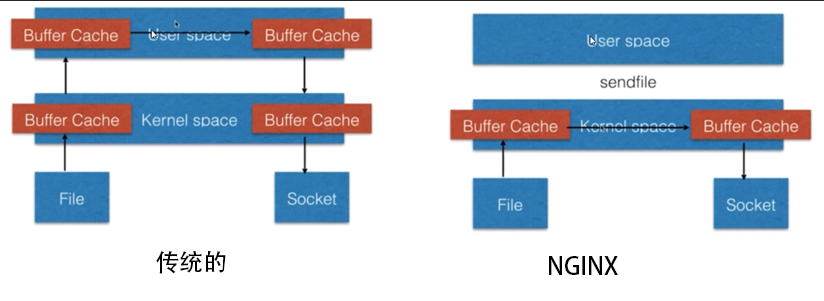 Buffer Cache
User space
Buffer Cache
Buffer Cache
Kernel space
Buffer Cache
File
Socket
传统的
User space
sendfile
Buffer Cache
Kernel space
Buffer Cache
File
Socket
NGINX